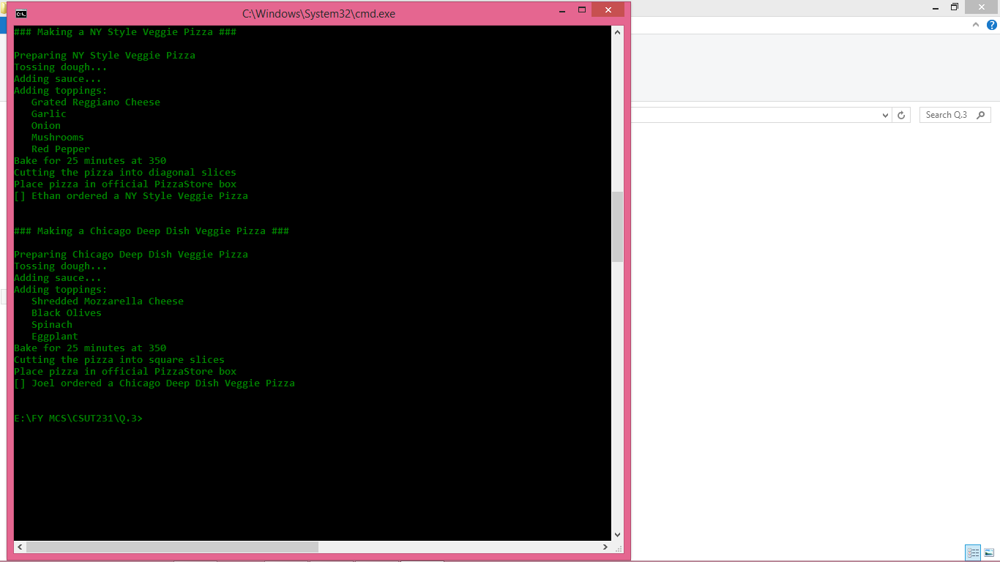 C:\Windows\System32\cmd.exe
### Making a NY Style Veggie Pizza ###
Preparing NY Style Veggie Pizza
Tossing dough...
Adding sauce...
Adding toppings:
Grated Reggiano Cheese
Garlic
Onion
Mushrooms
Red Pepper
Bake for 25 minutes at 350
Cutting the pizza into diagonal slices
Place pizza in official PizzaStore box
[] Ethan ordered a NY Style Veggie Pizza
### Making a Chicago Deep Dish Veggie Pizza ###
Preparing Chicago Deep Dish Veggie Pizza
Tossing dough...
Adding sauce...
Adding toppings:
Shredded Mozzarella Cheese
Black Olives
Spinach
Eggplant
Bake for 25 minutes at 350
Cutting the pizza into square slices
Place pizza in official PizzaStore box
[] Joel ordered a Chicago Deep Dish Veggie Pizza
E:\FY MCS\CSUT231\Q.3>
Search Q.3